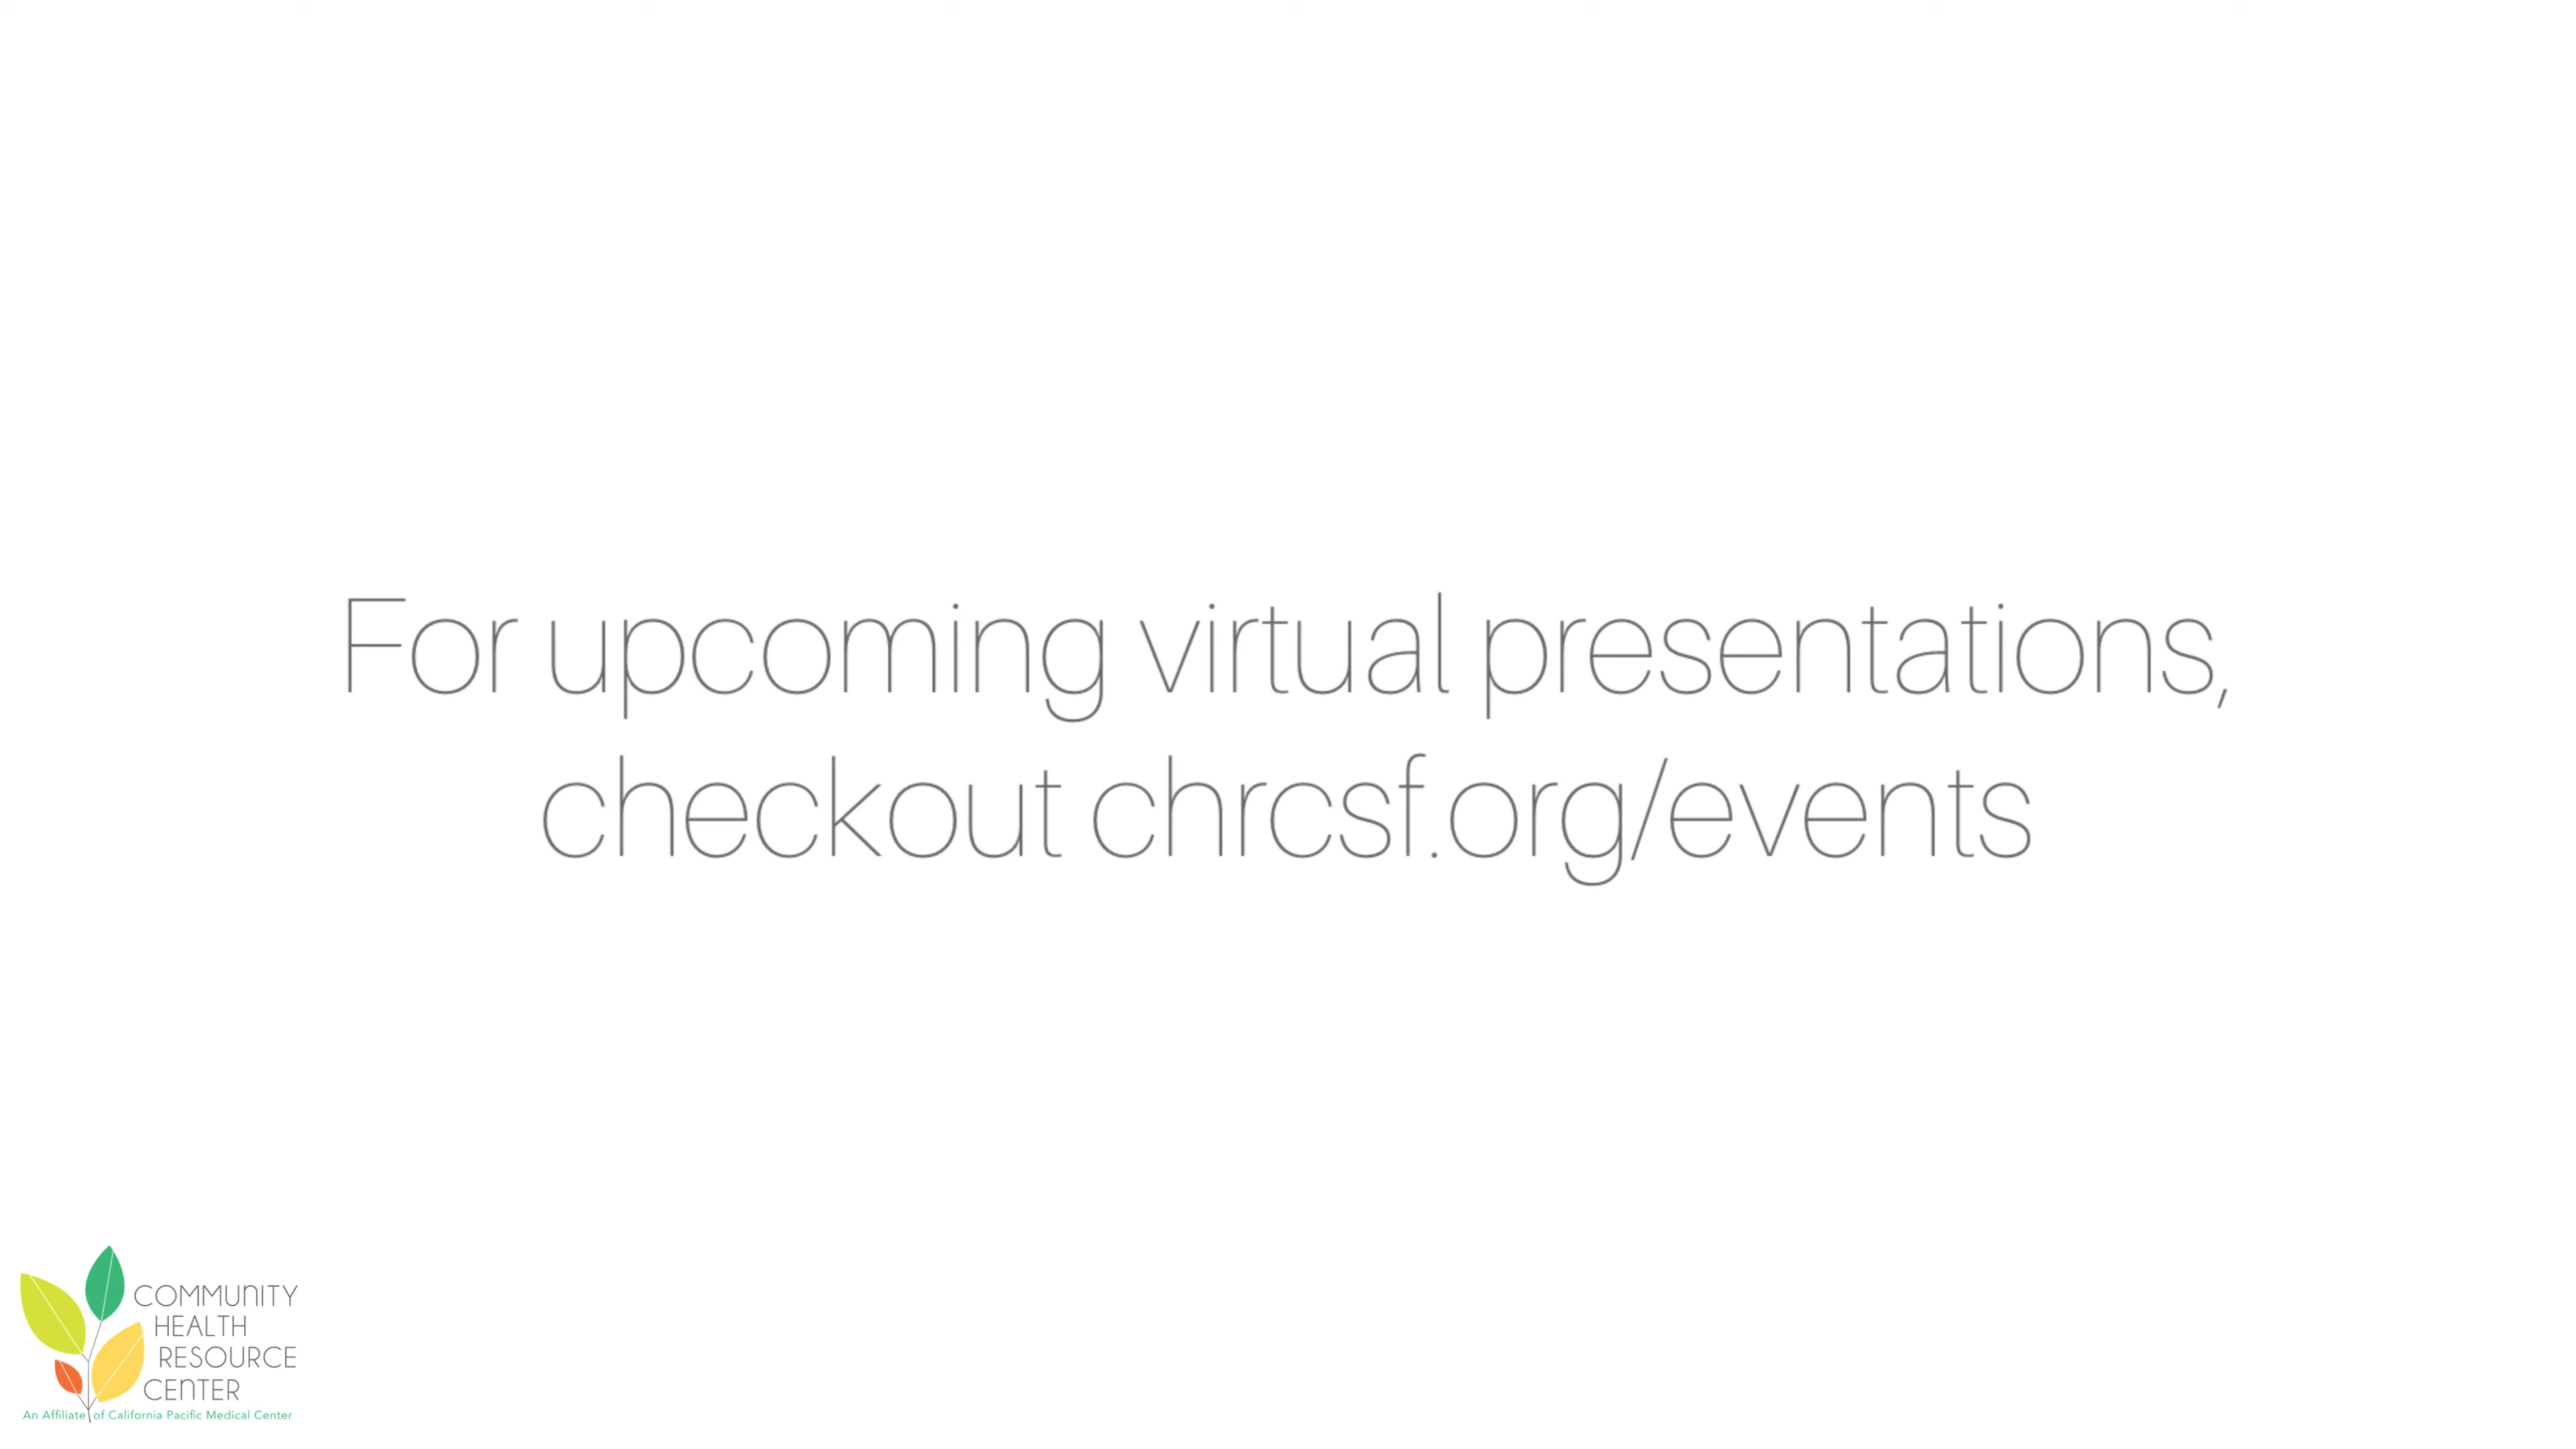 For upcoming virtual presentations,
checkout chrcsf.org/events
COMMUNITY
HEALTH
RESOURCE
CENTER
An Affiliate of California Pacific Medical Center